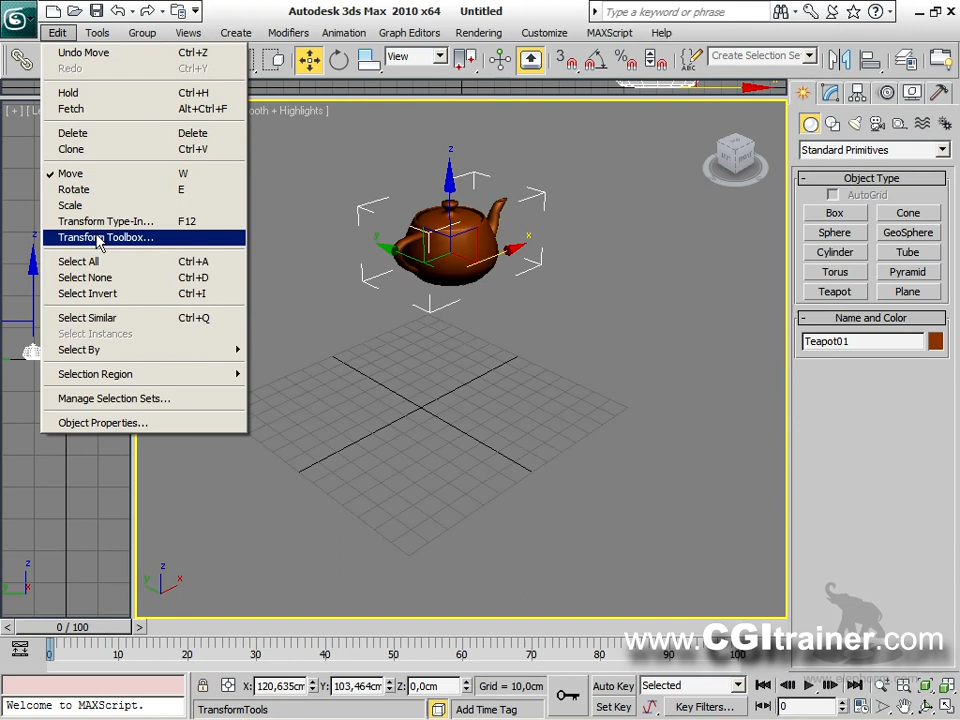 Autodesk 3ds Max 2010 x64 Untitled
Type a keyword or phrase
Edit Tools Group Views Create Modifiers Animation Graph Editors Rendering Customize MAXScript Help
View
3
Create Selection Se
Undo Move Ctrl+Z
Redo Ctrl+Y
Hold Ctrl+H
Fetch Alt+Ctrl+F
Delete Delete
Clone Ctrl+V
Move W
Rotate E
Scale
Transform Type-In... F12
Transform Toolbox...
Select All Ctrl+A
Select None Ctrl+D
Select Invert Ctrl+I
Select Similar Ctrl+Q
Select Instances
Select By
Selection Region
Manage Selection Sets...
Object Properties...
[ + ] [ Le
oth + Highlights ]
z
y
x
z
z
y
x
z
y
x
Standard Primitives
- Object Type
AutoGrid
Box Cone
Sphere GeoSphere
Cylinder Tube
Torus Pyramid
Teapot Plane
- Name and Color
Teapot01
< 0 / 100 >
0 10 20 30 40 50 60 70 80 90 100
www.CGItrainer.com
X: 120,635cm Y: 103,464cm Z: 0,0cm Grid = 10,0cm
Auto Key Selected
Welcome to MAXScript.
TransformTools
Add Time Tag
Set Key Key Filters...
0